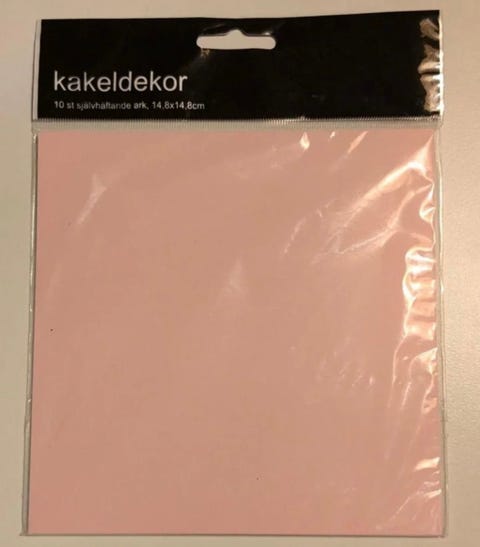 kakeldekor
10 st självhäftande ark, 14,8x14,8cm